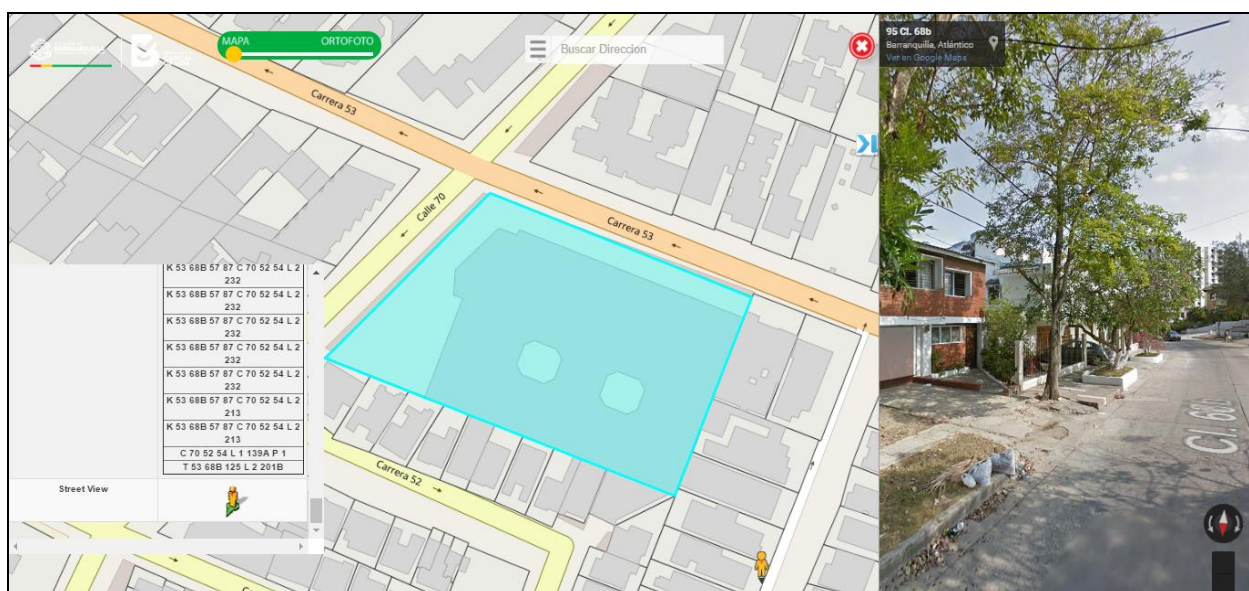 MAPA
ORTOFOTO
Buscar Direccion
95 Cl. 68b
Barranquilla, Atlántico
Ver en Google Maps
Carrera 53
Calle 70
Carrera 53
Carrera 52
K 53 68B 57 87 C 70 52 54 L 2
232
K 53 68B 57 87 C 70 52 54 L 2
232
K 53 68B 57 87 C 70 52 54 L 2
232
K 53 68B 57 87 C 70 52 54 L 2
232
K 53 68B 57 87 C 70 52 54 L 2
232
K 53 68B 57 87 C 70 52 54 L 2
213
K 53 68B 57 87 C 70 52 54 L 2
213
C 70 52 54 L 1 139A P 1
T 53 68B 125 L 2 201B
Street View
Cl. 68b